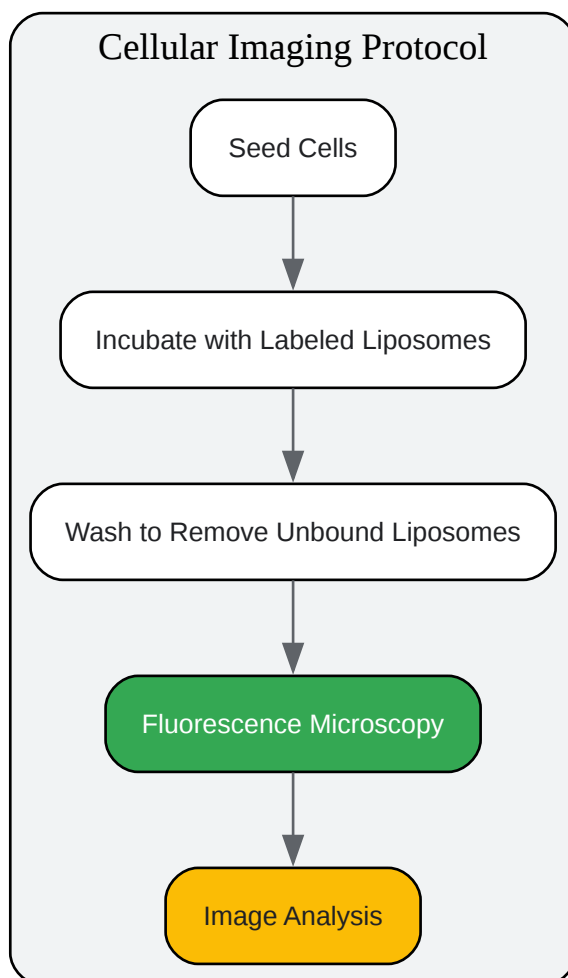 Cellular Imaging Protocol
Seed Cells
Incubate with Labeled Liposomes
Wash to Remove Unbound Liposomes
Fluorescence Microscopy
Image Analysis